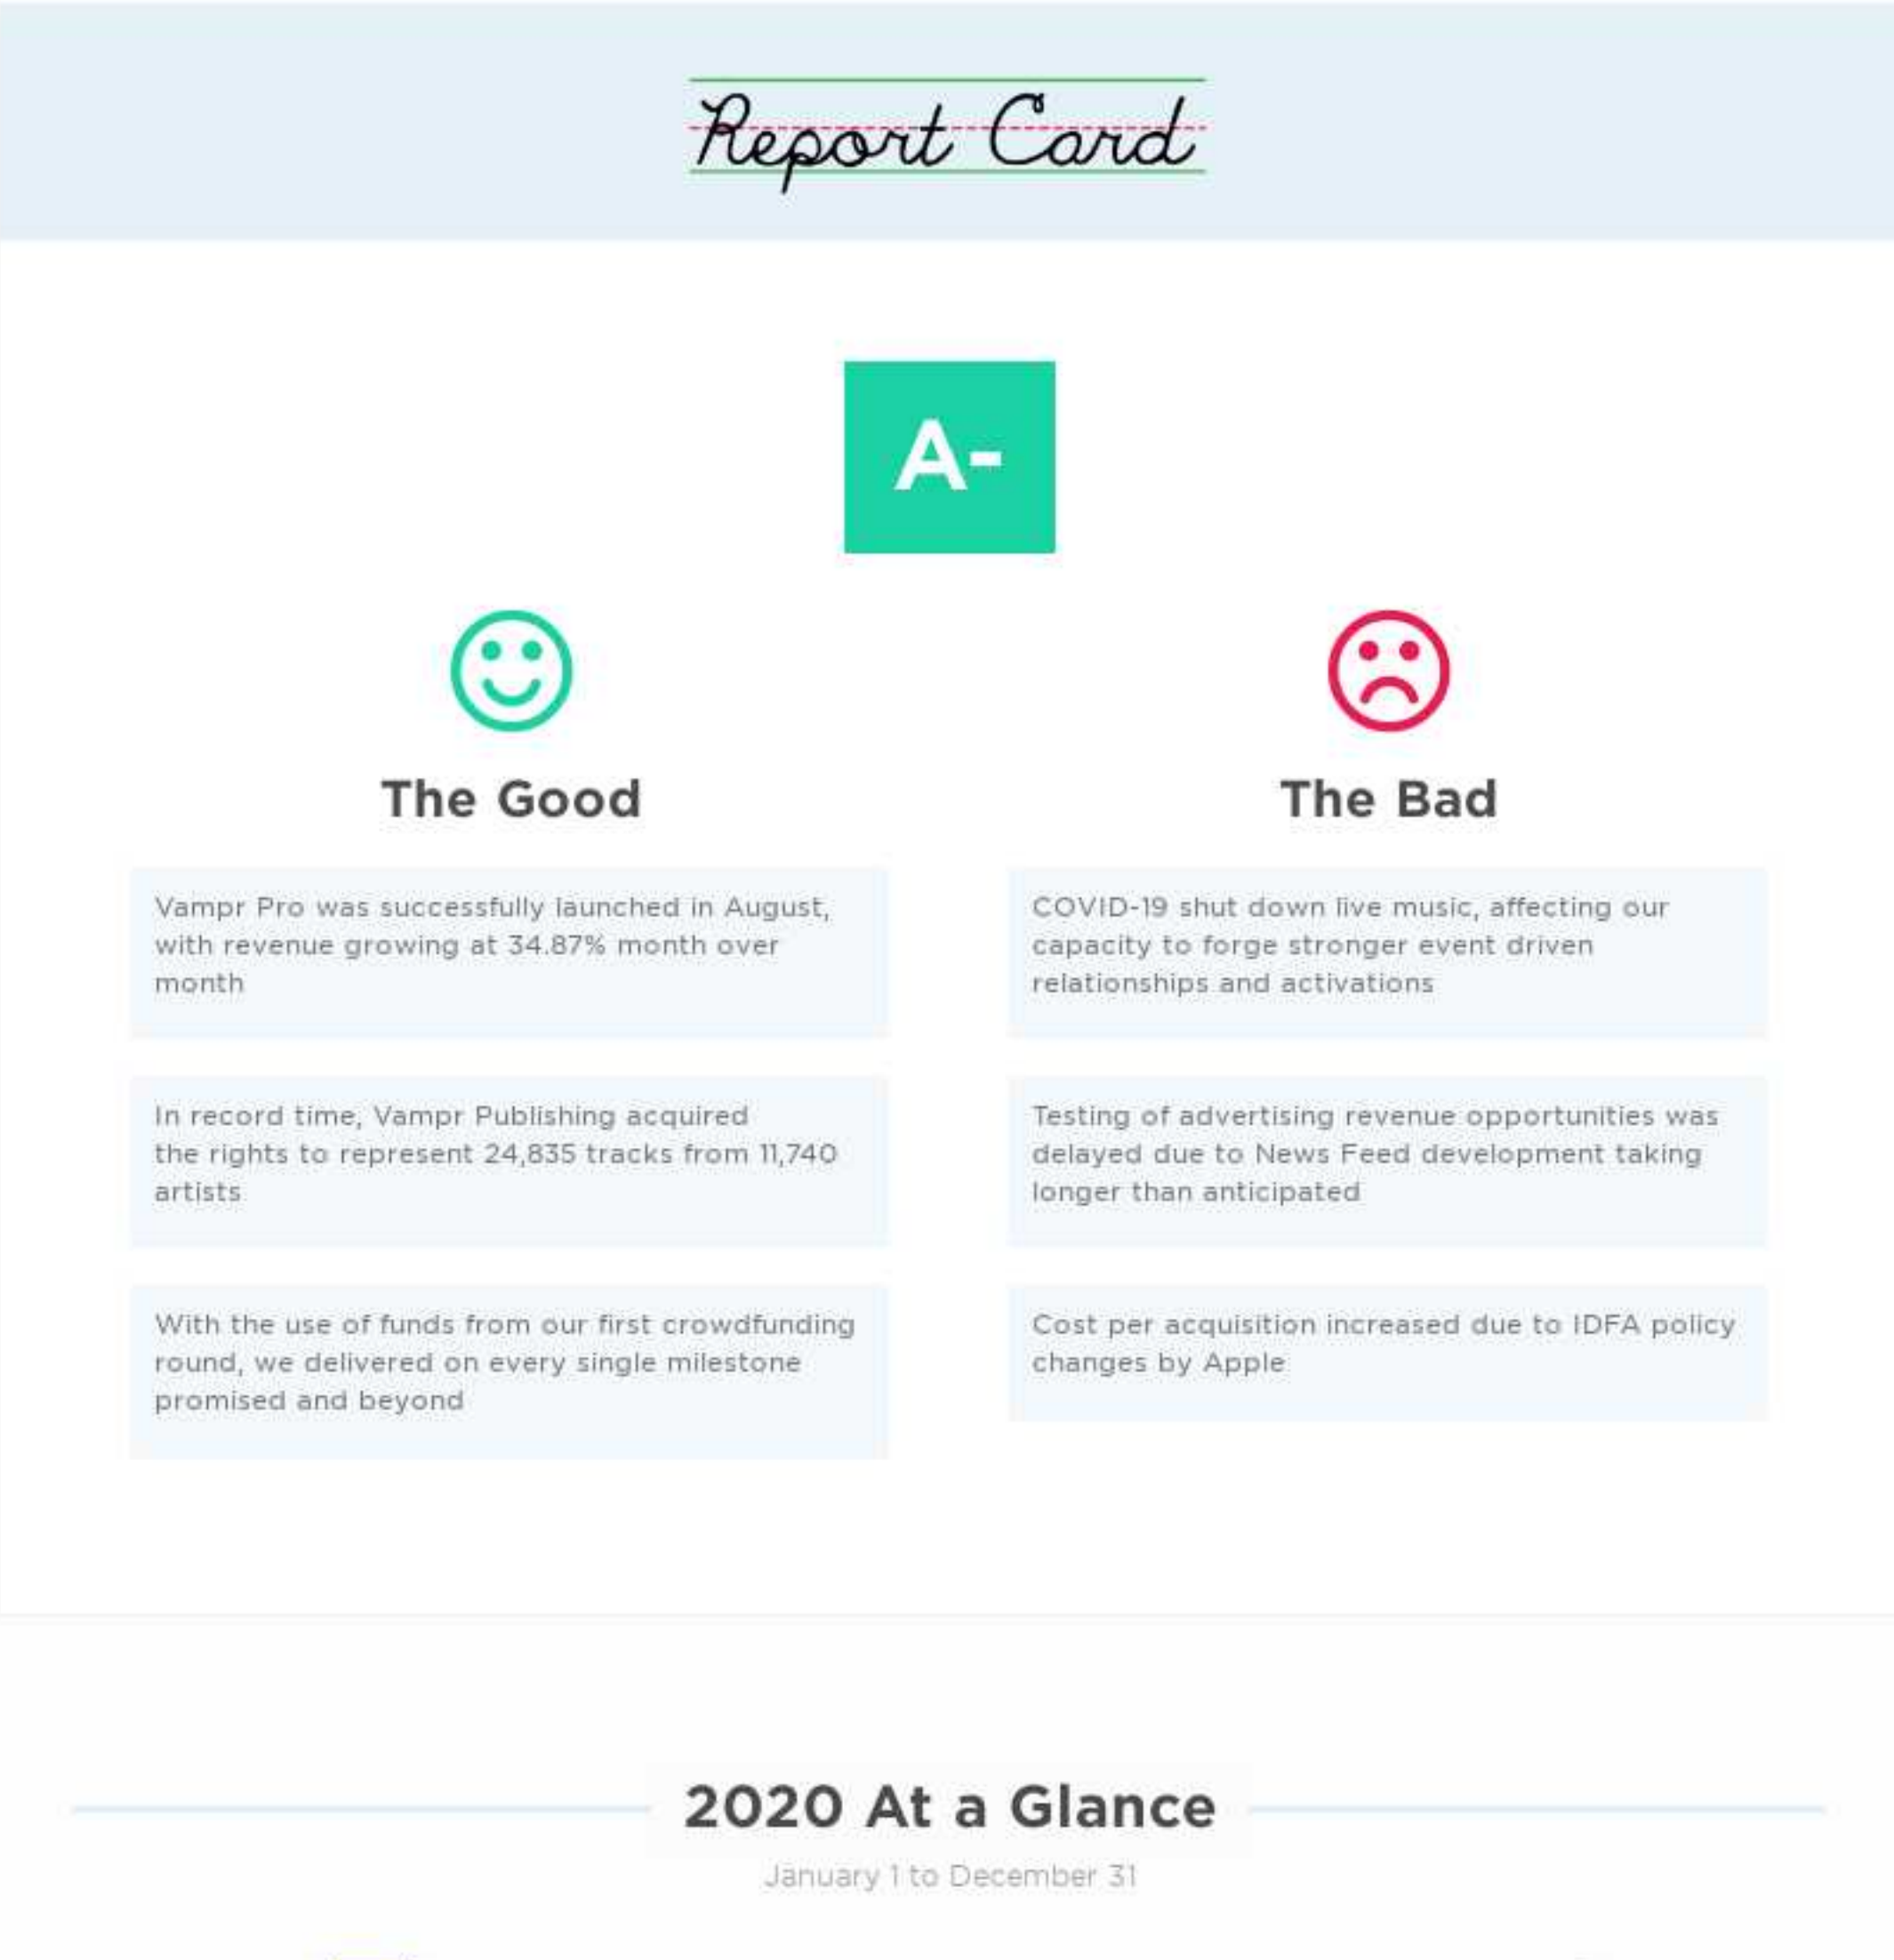 Report Card
A-
The Good
Vampr Pro was successfully launched in August,
with revenue growing at 34.87% month over
month
In record time, Vampr Publishing acquired
the rights to represent 24,835 tracks from 11,740
artists
With the use of funds from our first crowdfunding
round, we delivered on every single milestone
promised and beyond
The Bad
COVID-19 shut down live music, affecting our
capacity to forge stronger event driven
relationships and activations
Testing of advertising revenue opportunities was
delayed due to News Feed development taking
longer than anticipated
Cost per acquisition increased due to IDFA policy
changes by Apple
2020 At a Glance
January 1 to December 31